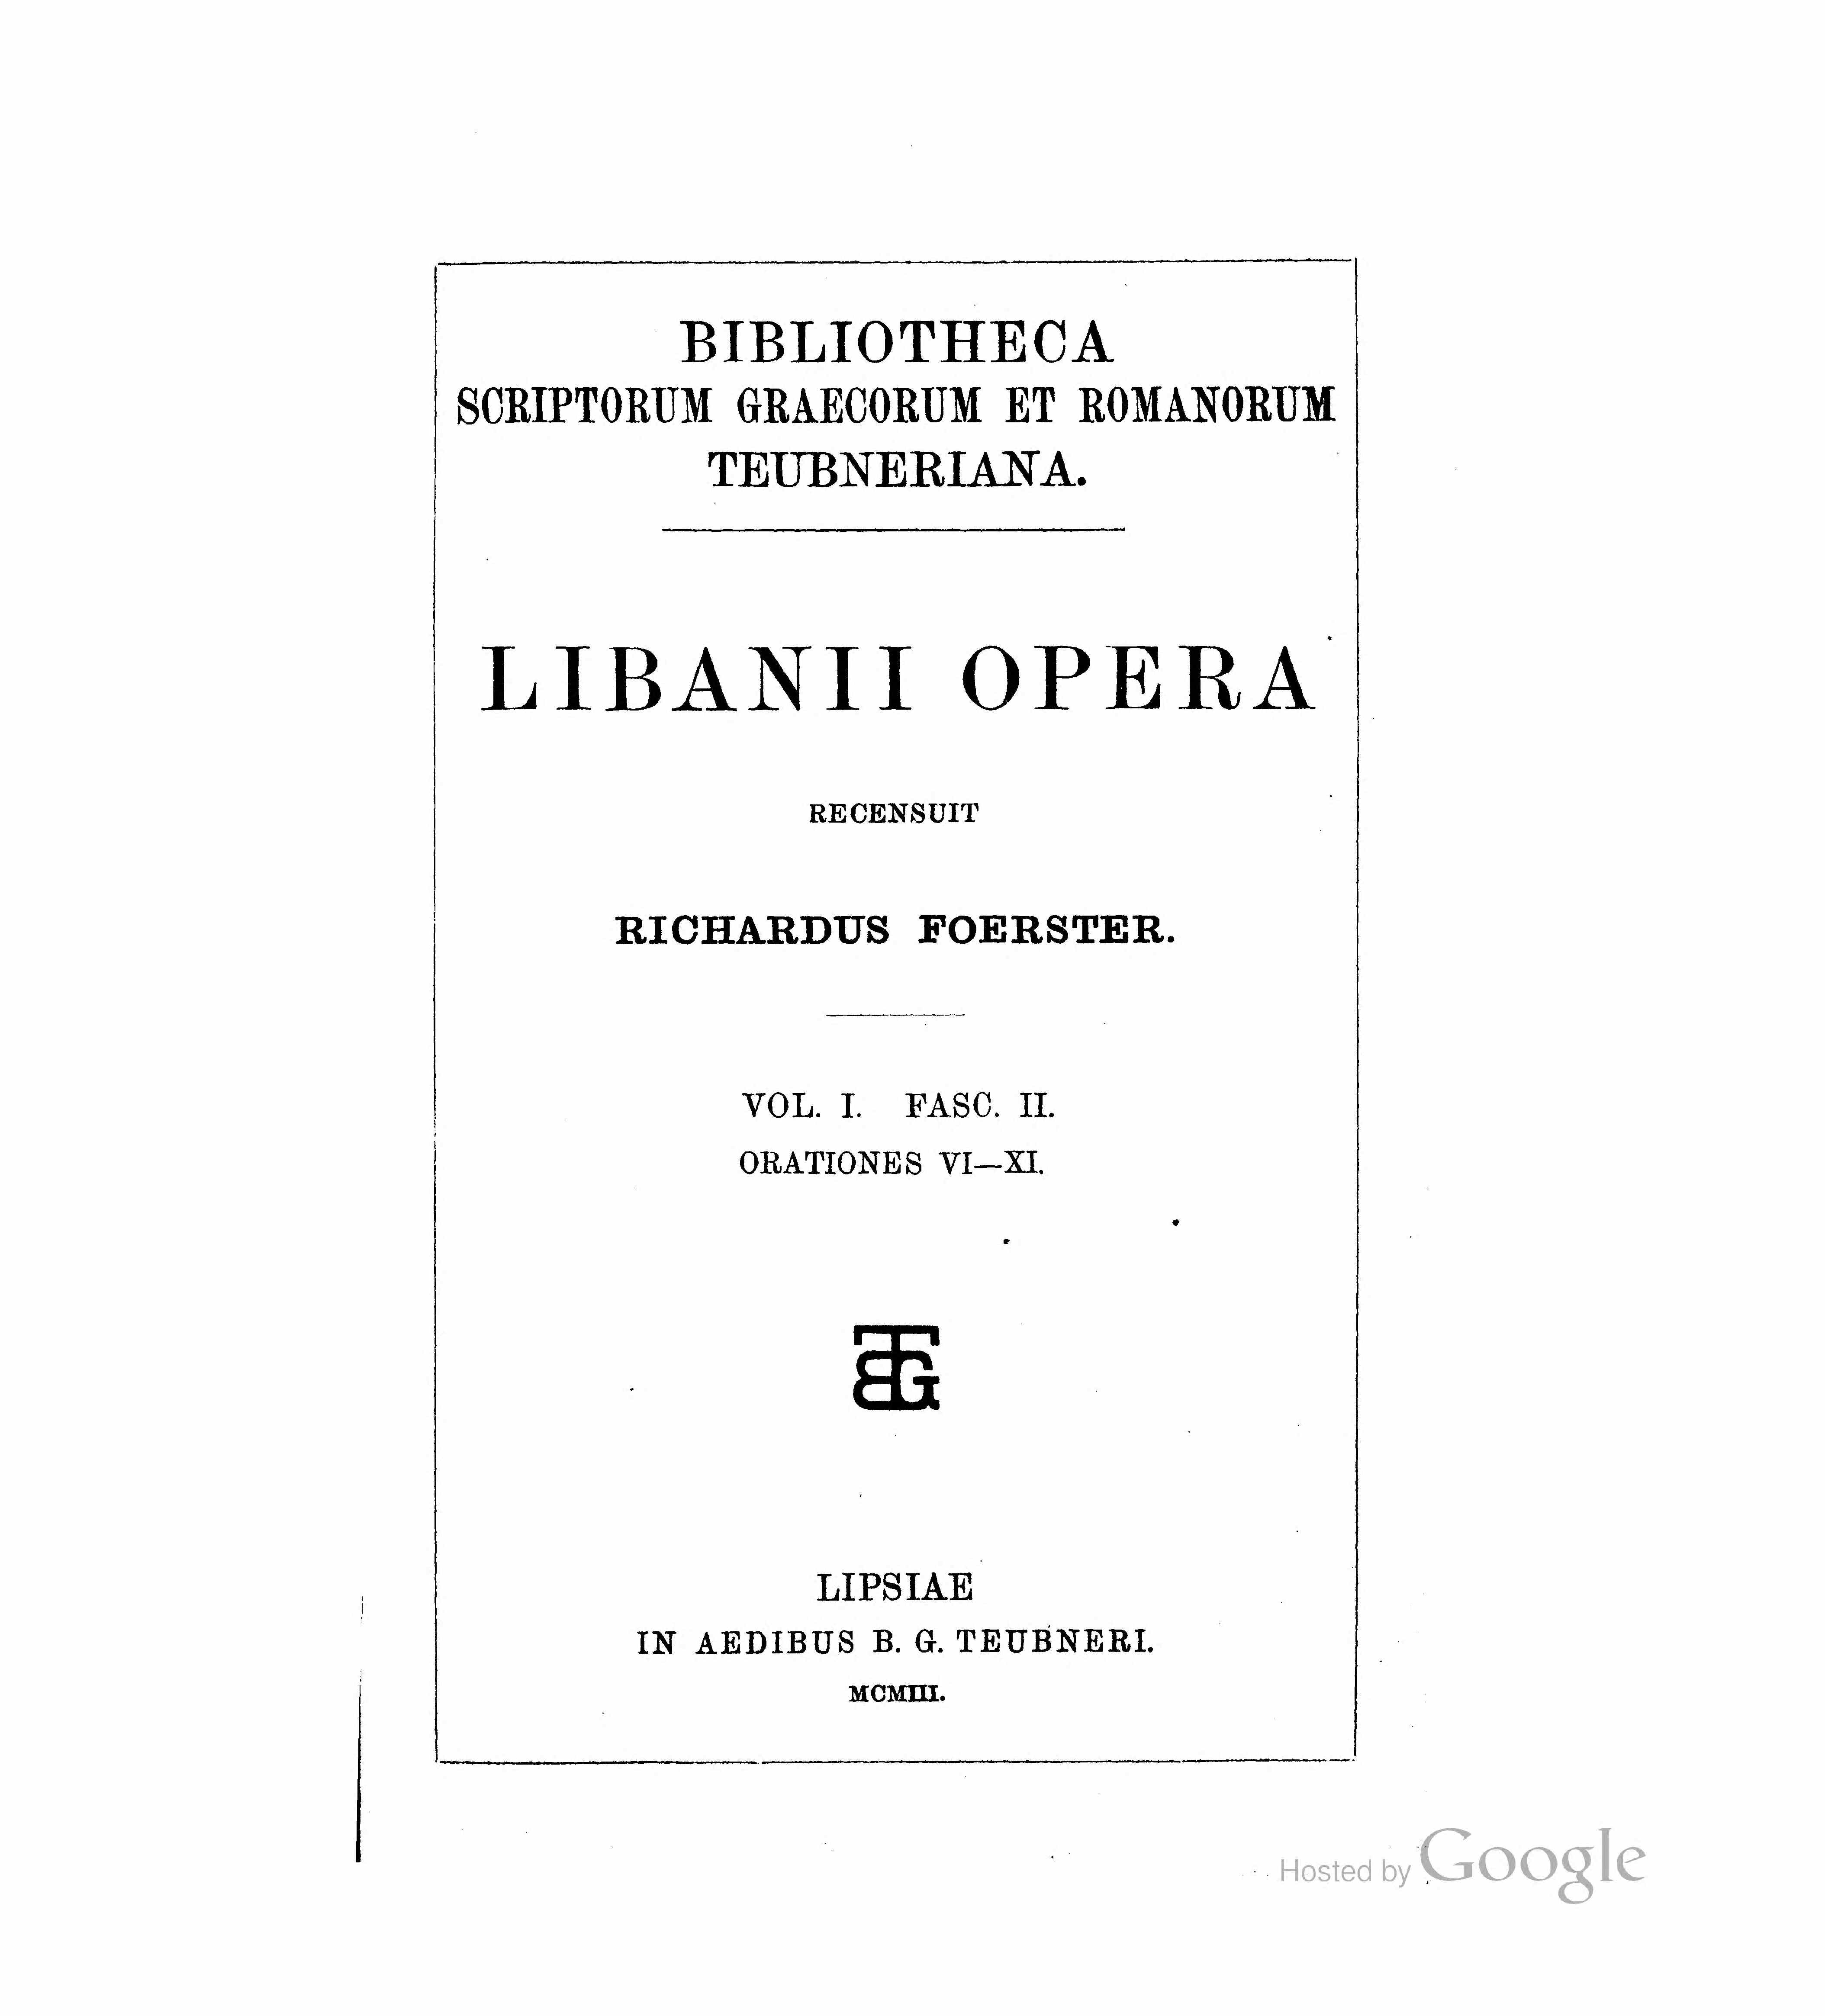 BIBLIOTHECA
SCRIPTORUM GRAECORUM ET ROMANORUM
TEUBNERIANA.
LIBANII OPERA
RECENSUIT
RICHARDUS FOERSTER.
VOL. I. FASC. II.
ORATIONES VI—XI.
BTG
LIPSIAE
IN AEDIBUS B. G. TEUBNERI.
MCMIII.
Hosted by Google